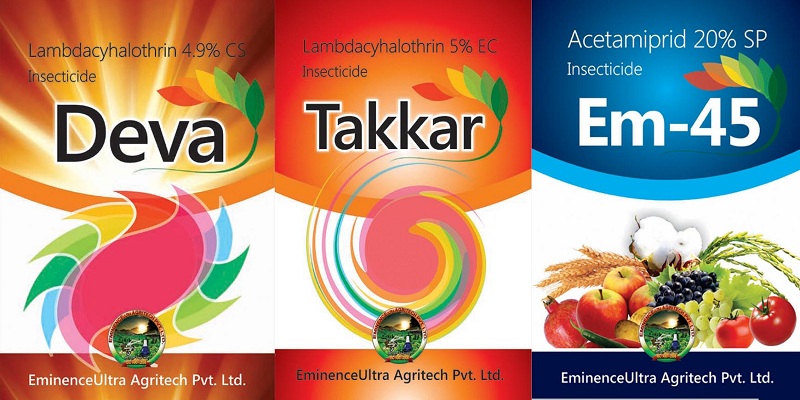 Lambdacyhalothrin 4.9% CS
Insecticide
Deva
EminenceUltra Agritech Pvt. Ltd.
Lambdacyhalothrin 5% EC
Insecticide
Takkar
EminenceUltra Agritech Pvt. Ltd.
Acetamiprid 20% SP
Insecticide
Em-45
EminenceUltra Agritech Pvt. Ltd.